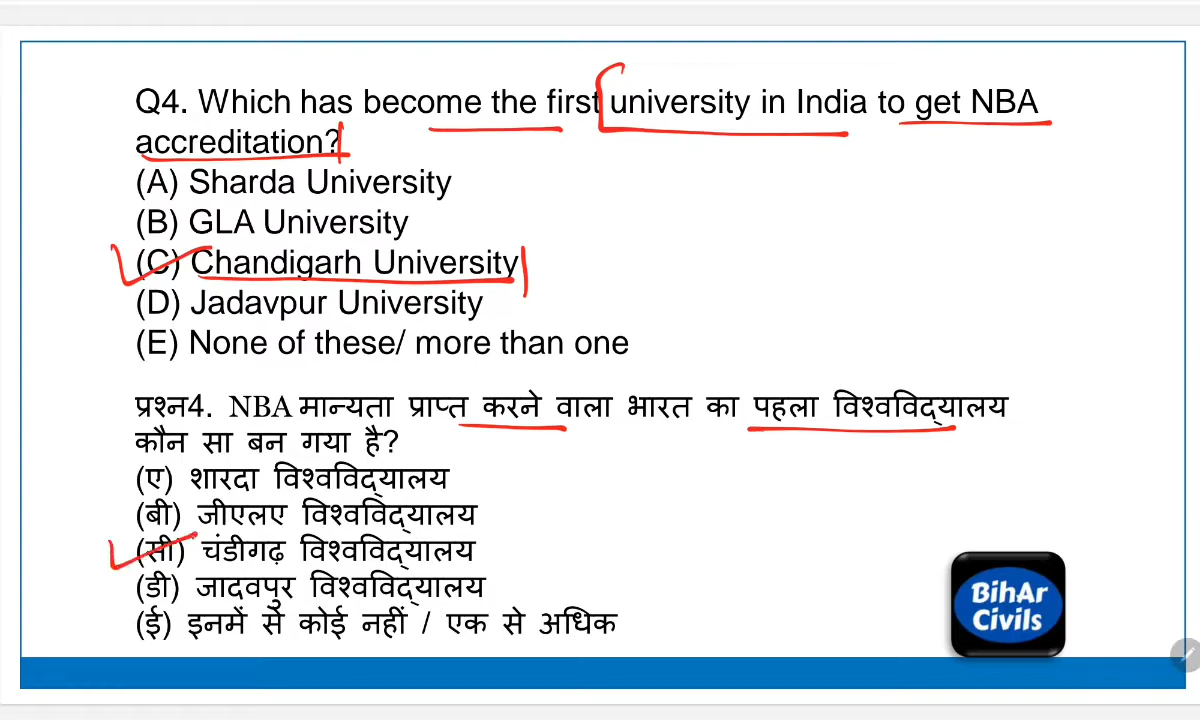 Q4. Which has become the first university in India to get NBA
accreditation?
(A) Sharda University
(B) GLA University
(C) Chandigarh University
(D) Jadavpur University
(E) None of these/ more than one
प्रश्न4. NBA मान्यता प्राप्त करने वाला भारत का पहला विश्वविद्यालय
कौन सा बन गया है?
(ए) शारदा विश्वविद्यालय
(बी) जीएलए विश्वविद्यालय
(सी) चंडीगढ़ विश्वविद्यालय
(डी) जादवपुर विश्वविद्यालय
(ई) इनमें से कोई नहीं / एक से अधिक
BihAr
Civils